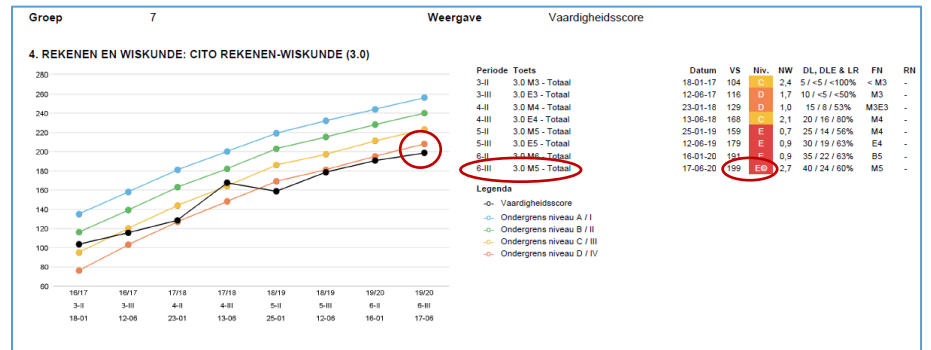 Groep 7 Weergave Vaardigheidsscore
4. REKENEN EN WISKUNDE: CITO REKENEN-WISKUNDE (3.0)
280
260
240
220
200
180
160
140
120
100
80
60
16/17 16/17 17/18 17/18 18/19 18/19 19/20 19/20
3-II 3-III 4-II 4-III 5-II 5-III 6-II 6-III
18-01 12-06 23-01 13-06 25-01 12-06 16-01 17-06
Periode Toets Datum VS Niv. NW DL, DLE & LR FN RN
3-II 3.0 M3 - Totaal 18-01-17 104 C 2,4 5 / <5 / <100% < M3 -
3-III 3.0 E3 - Totaal 12-06-17 116 D 1,7 10 / <5 / <50% M3 -
4-II 3.0 M4 - Totaal 23-01-18 129 D 1,0 15 / 8 / 53% M3E3 -
4-III 3.0 E4 - Totaal 13-06-18 168 C 2,1 20 / 16 / 80% M4 -
5-II 3.0 M5 - Totaal 25-01-19 159 E 0,7 25 / 14 / 56% M4 -
5-III 3.0 E5 - Totaal 12-06-19 179 E 0,9 30 / 19 / 63% E4 -
6-II 3.0 M6 - Totaal 16-01-20 191 E 0,9 35 / 22 / 63% B5 -
6-III 3.0 M5 - Totaal 17-06-20 199 E 2,7 40 / 24 / 60% M5 -
Legenda
Vaardigheidsscore
Ondergrens niveau A / I
Ondergrens niveau B / II
Ondergrens niveau C / III
Ondergrens niveau D / IV